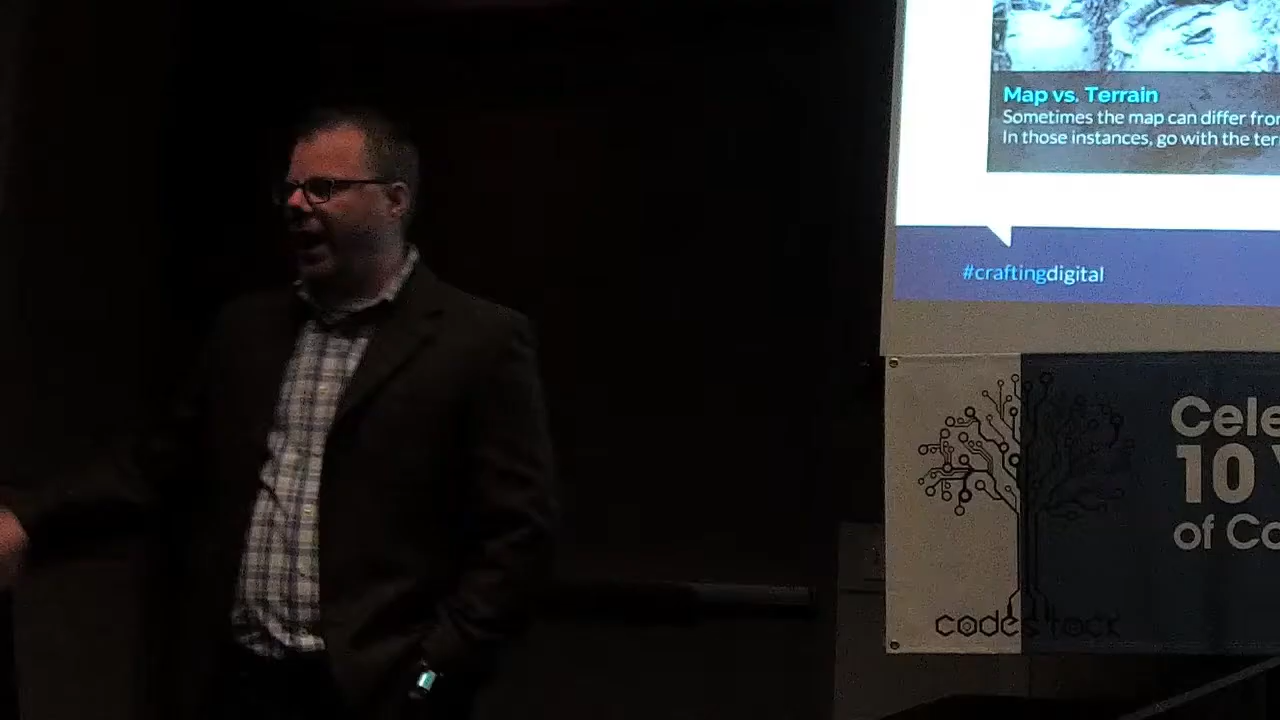 Map vs. Terrain
Sometimes the map can differ from
In those instances, go with the ter
#craftingdigital
Cele
10
of Co
codestock